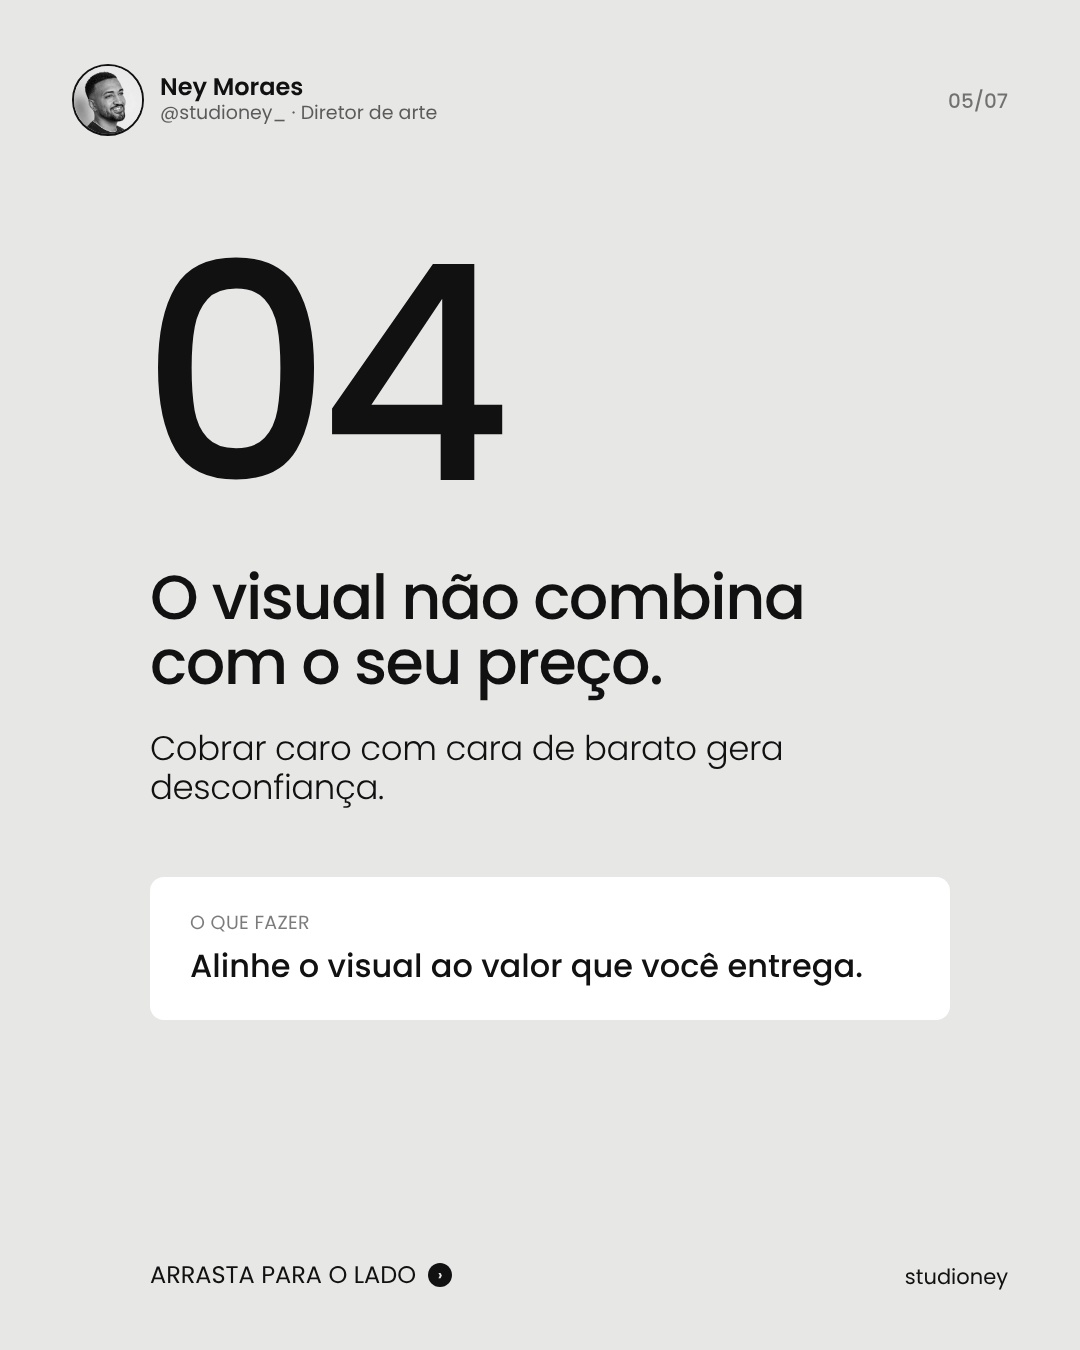 Ney Moraes
@studioney_ · Diretor de arte
05/07
04
O visual não combina
com o seu preço.
Cobrar caro com cara de barato gera
desconfiança.
O QUE FAZER
Alinhe o visual ao valor que você entrega.
ARRASTA PARA O LADO ›
studioney